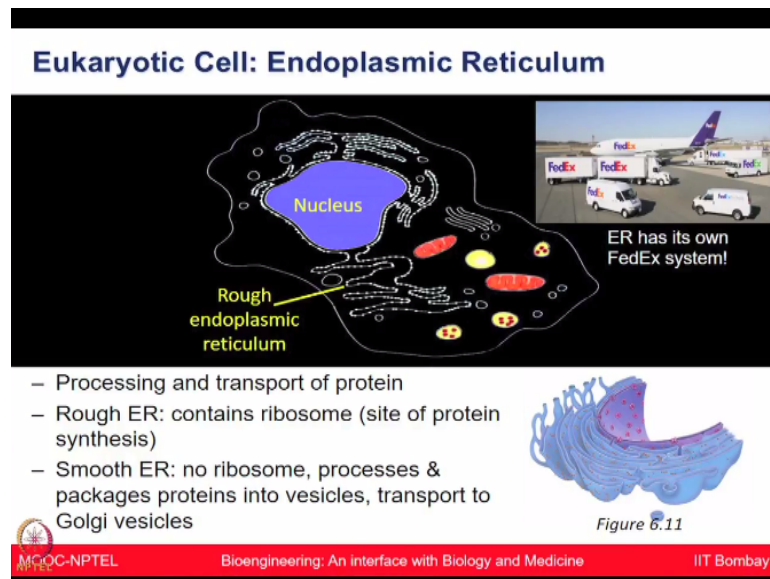 Eukaryotic Cell: Endoplasmic Reticulum
FedEx
FedEx
FedEx
FedEx
FedEx
Nucleus
ER has its own
FedEx system!
Rough
endoplasmic
reticulum
– Processing and transport of protein
– Rough ER: contains ribosome (site of protein
synthesis)
– Smooth ER: no ribosome, processes &
packages proteins into vesicles, transport to
Golgi vesicles
Figure 6.11
NPTEL
MOOC-NPTEL
Bioengineering: An interface with Biology and Medicine
IIT Bombay